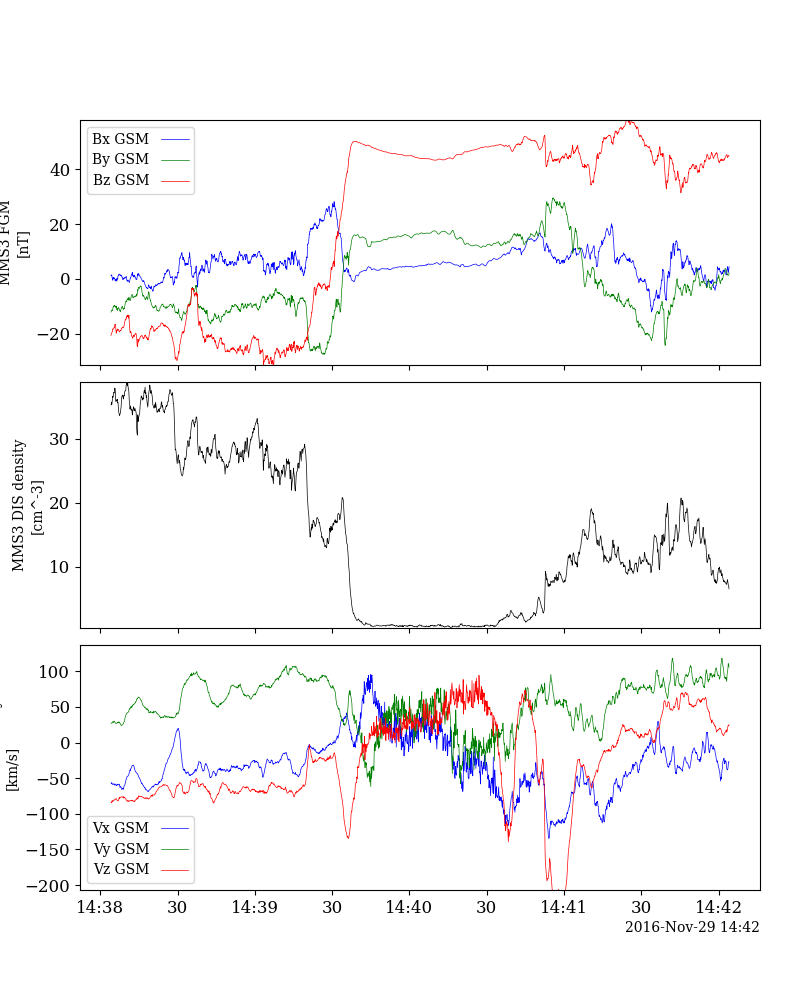 MMS3 FGM
[nT]
40
20
0
−20
Bx GSM
By GSM
Bz GSM
MMS3 DIS density
[cm^-3]
30
20
10
[km/s]
100
50
0
−50
−100
−150
−200
Vx GSM
Vy GSM
Vz GSM
14:38
30
14:39
30
14:40
30
14:41
30
14:42
2016-Nov-29 14:42